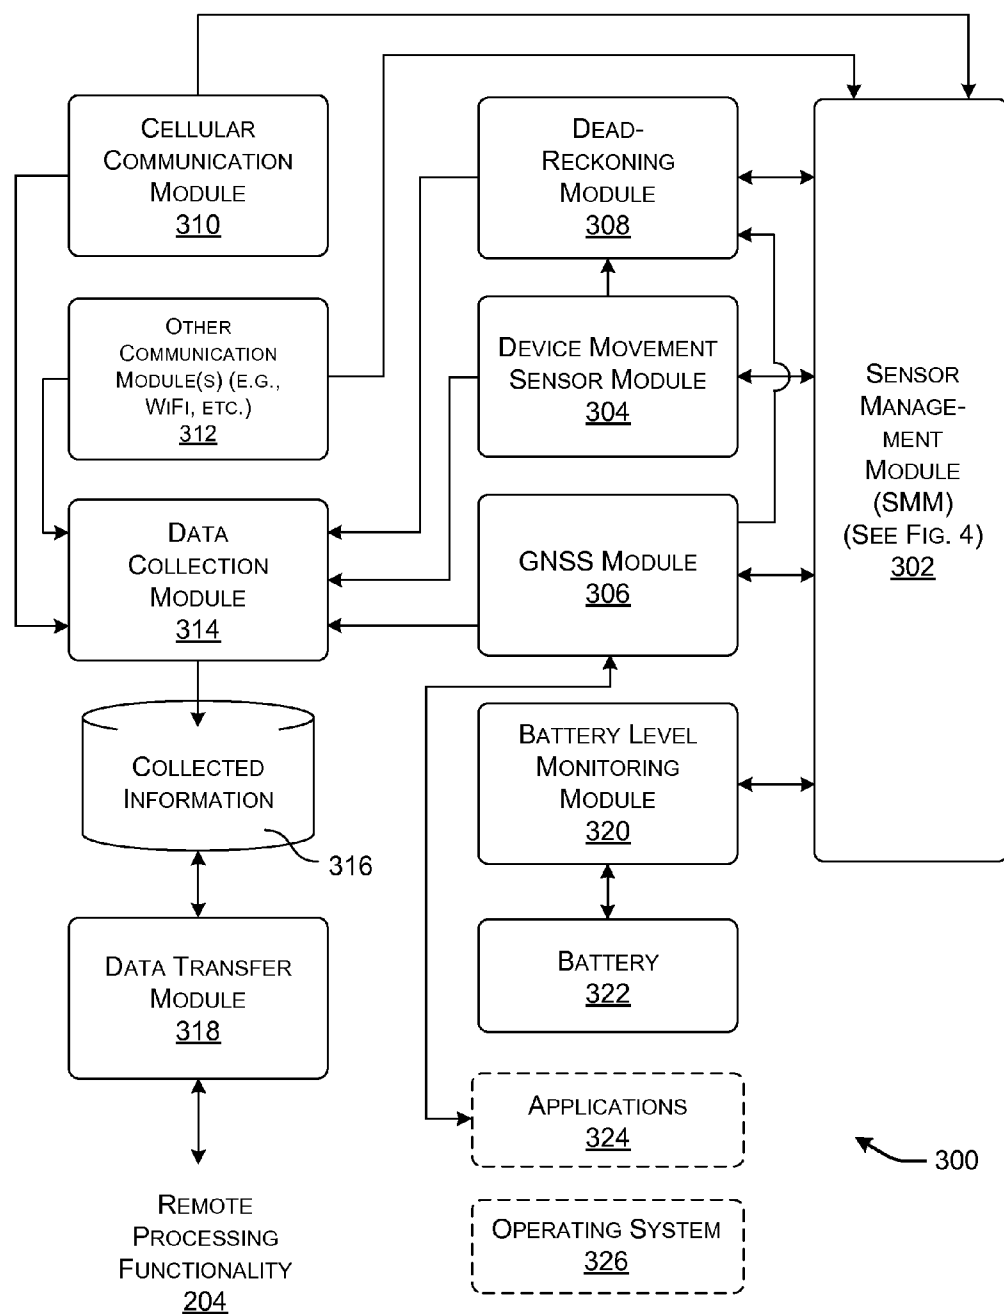 CELLULAR
COMMUNICATION
MODULE
310
OTHER
COMMUNICATION
MODULE(S) (E.G.,
WIFI, ETC.)
312
DATA
COLLECTION
MODULE
314
COLLECTED
INFORMATION
316
DATA TRANSFER
MODULE
318
REMOTE
PROCESSING
FUNCTIONALITY
204
DEAD-
RECKONING
MODULE
308
DEVICE MOVEMENT
SENSOR MODULE
304
GNSS MODULE
306
BATTERY LEVEL
MONITORING
MODULE
320
BATTERY
322
APPLICATIONS
324
OPERATING SYSTEM
326
SENSOR
MANAGE-
MENT
MODULE
(SMM)
(SEE FIG. 4)
302
300